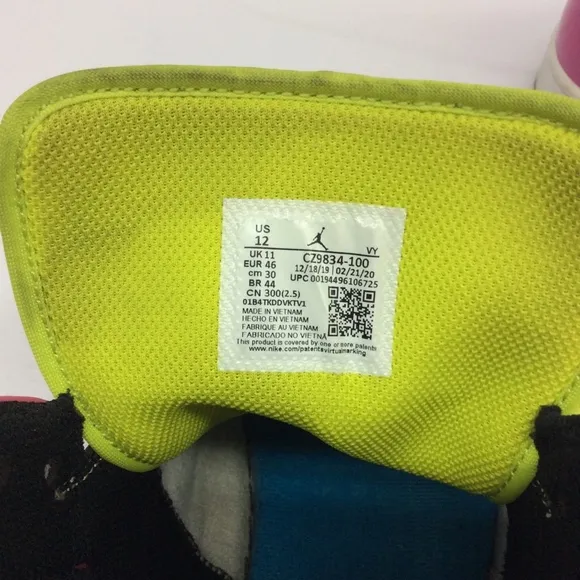 US
12
VY
UK 11
CZ9834-100
EUR 46
12/18/19 | 02/21/20
cm 30
UPC 00194496106725
BR 44
CN 300(2.5)
01B4TKDDVKTV1
MADE IN VIETNAM
HECHO EN VIETNAM
FABRIQUE AU VIETNAM
FABRICADO NO VIETNÃ
This product is covered by one or more patents
www.nike.com/patentsvirtualmarking